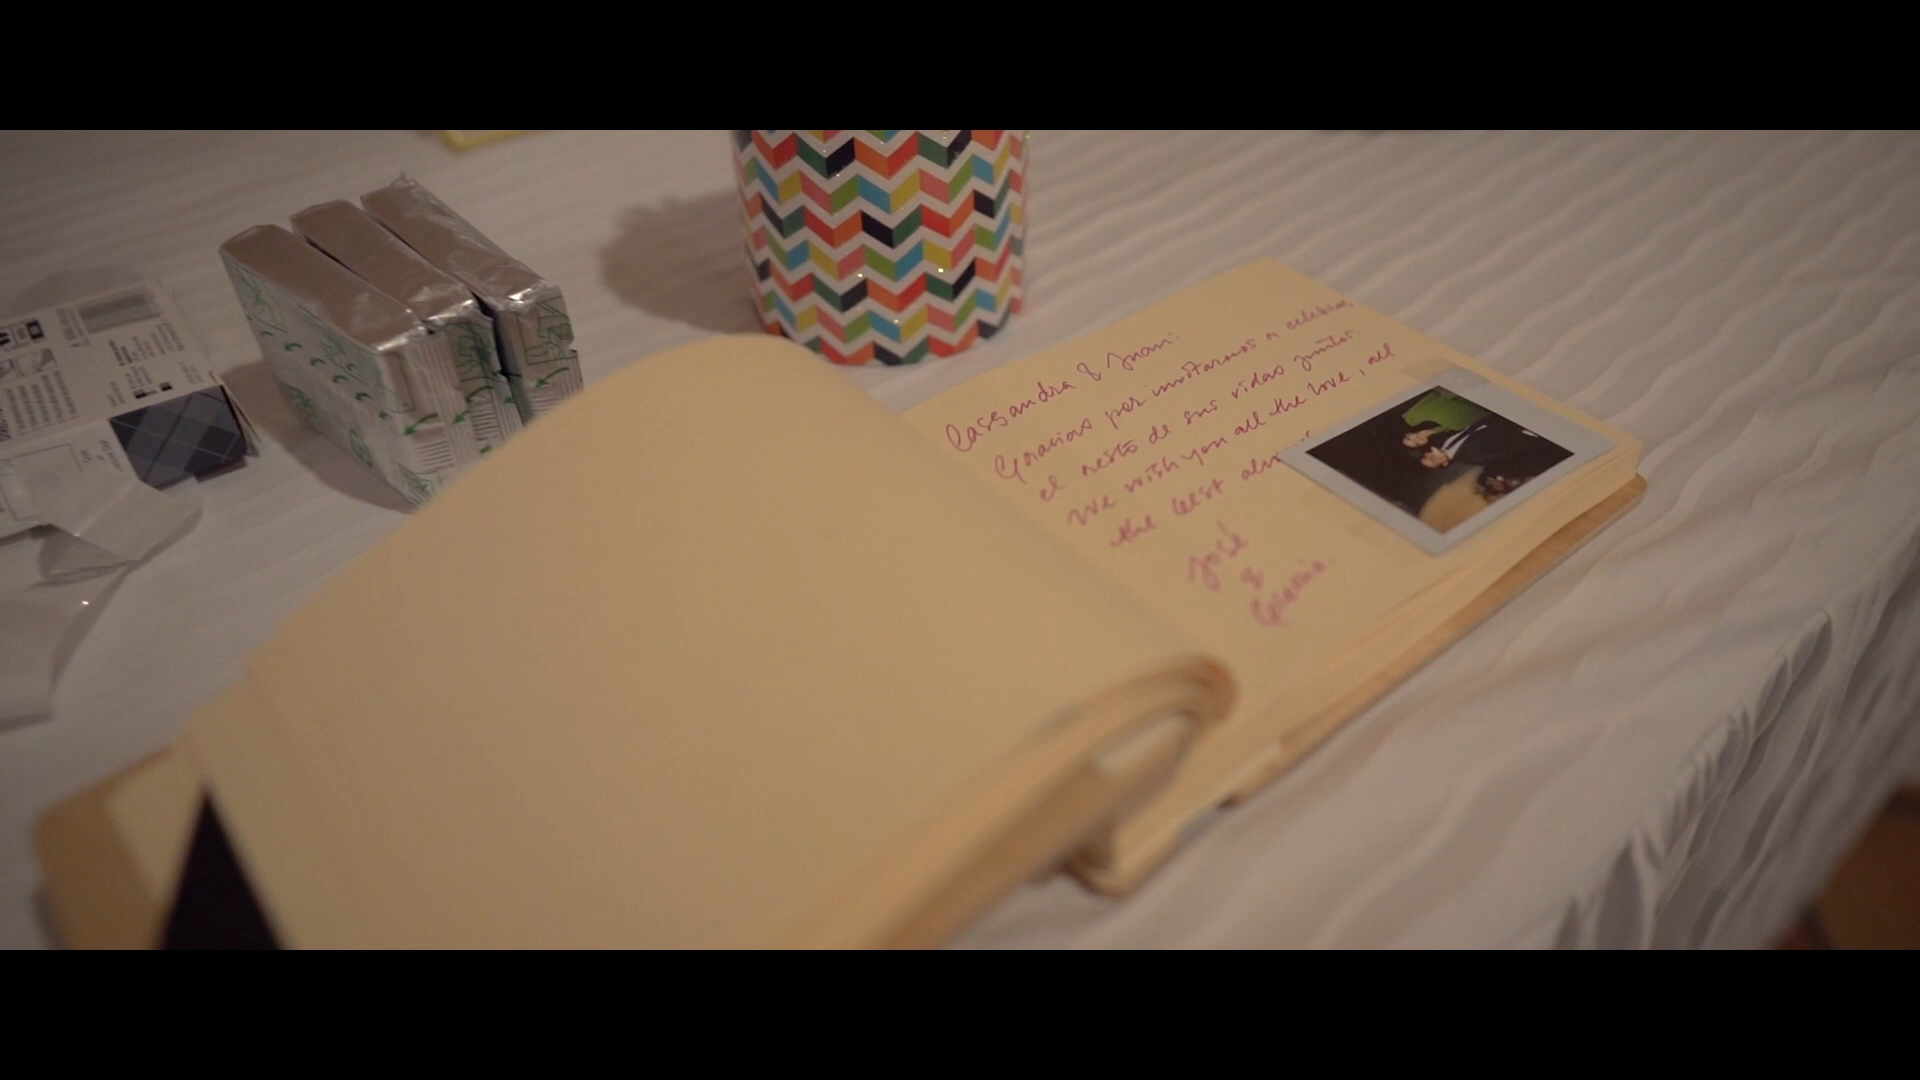 Cassandra & Juan:
Gracias por invitarnos a celebrar
el resto de sus vidas juntos.
We wish you all the love, all
the best
José
&
Gloria.